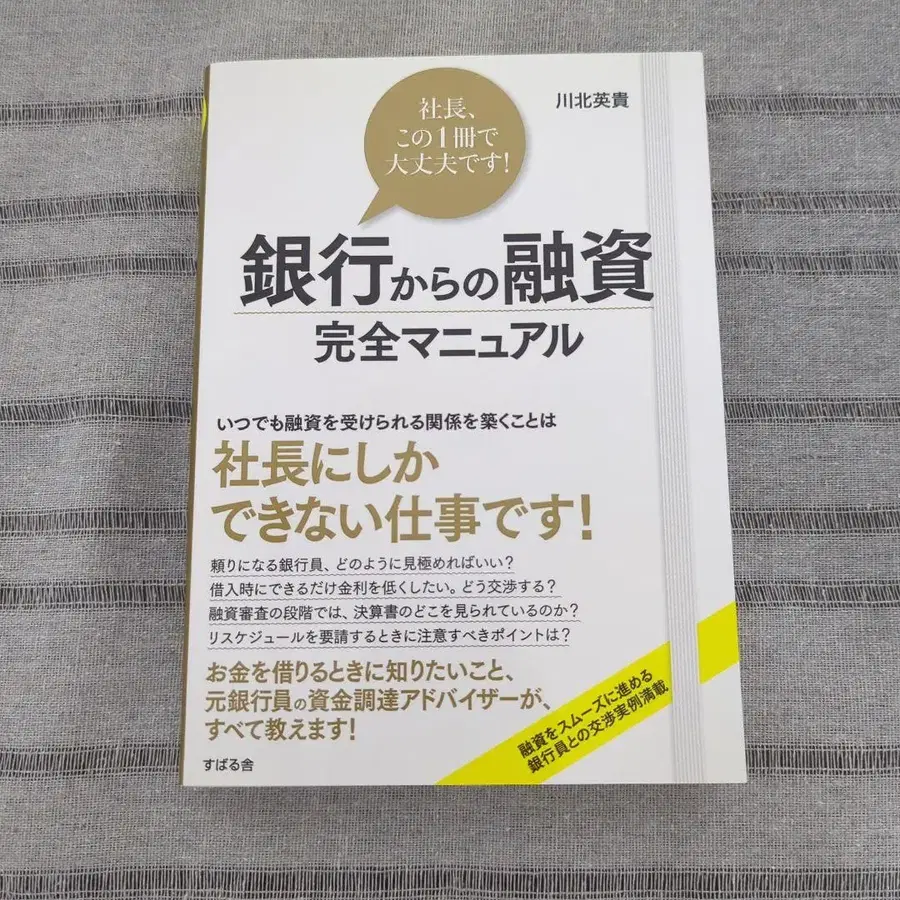 社長、
この1冊で
大丈夫です!
川北英貴
銀行からの融資
完全マニュアル
いつでも融資を受けられる関係を築くことは
社長にしか
できない仕事です!
頼りになる銀行員、どのように見極めればいい?
借入時にできるだけ金利を低くしたい。どう交渉する?
融資審査の段階では、決算書のどこを見られているのか?
リスケジュールを要請するときに注意すべきポイントは?
お金を借りるときに知りたいこと、
元銀行員の資金調達アドバイザーが、
すべて教えます!
融資をスムーズに進める
銀行員との交渉実例満載
すばる舎